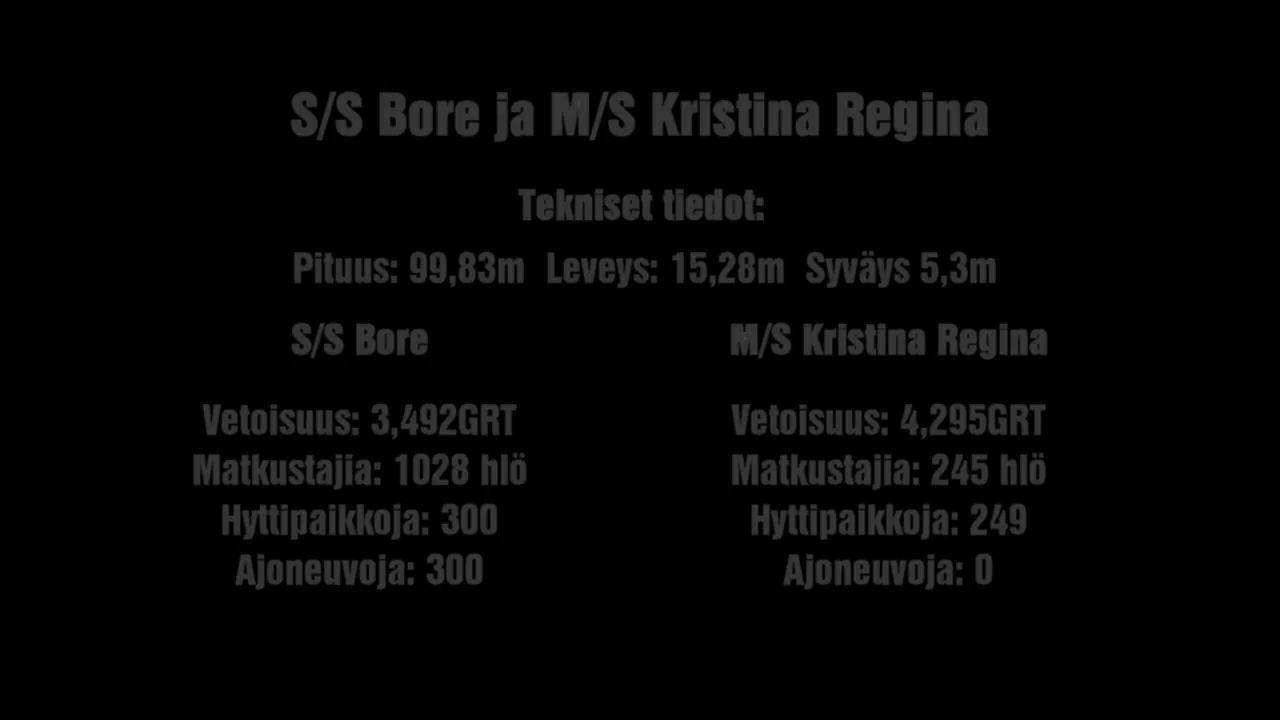 S/S Bore ja M/S Kristina Regina
Tekniset tiedot:
Pituus: 99,83m Leveys: 15,28m Syväys 5,3m
S/S Bore
Vetoisuus: 3,492GRT
Matkustajia: 1028 hlö
Hyttipaikkoja: 300
Ajoneuvoja: 300
M/S Kristina Regina
Vetoisuus: 4,295GRT
Matkustajia: 245 hlö
Hyttipaikkoja: 249
Ajoneuvoja: 0